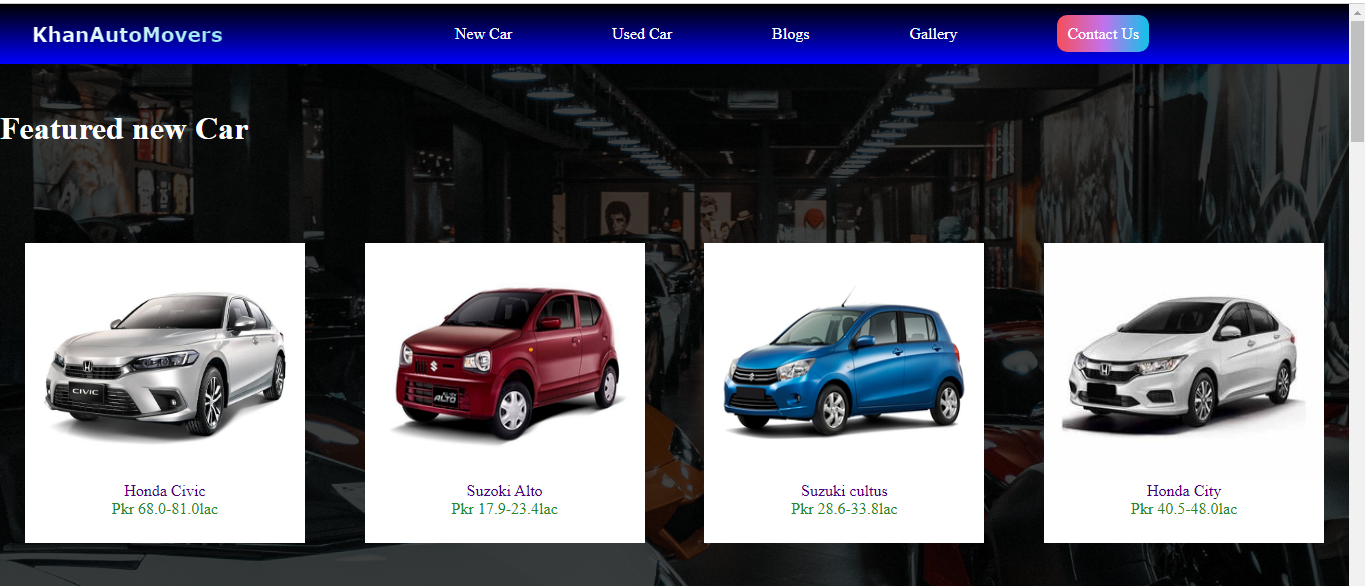 KhanAutoMovers New Car Used Car Blogs Gallery Contact Us
Featured new Car
CIVIC
ALTO
Honda Civic
Pkr 68.0-81.0lac
Suzoki Alto
Pkr 17.9-23.4lac
Suzuki cultus
Pkr 28.6-33.8lac
Honda City
Pkr 40.5-48.0lac